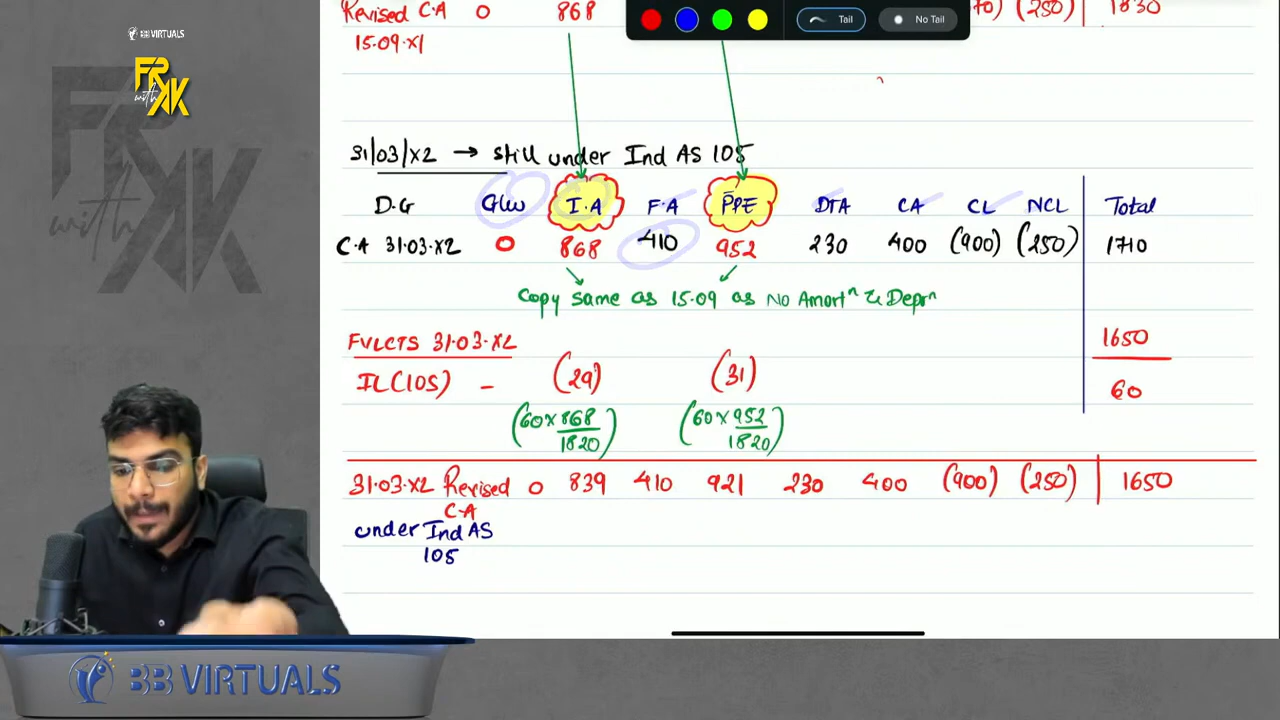 Revised C.A 0 868 70) (250) 1830
15.09.X1
Tail
No Tail
BB VIRTUALS
FR with AK
31/03/X2 → still under Ind AS 105
D.G G/w I.A F.A PPE DTA CA CL NCL Total
C.A 31.03.X2 0 868 410 952 230 400 (900) (250) 1710
Copy same as 15.09 as No Amortⁿ & Deprⁿ
FVLCTS 31.03.X2 1650
IL(105) - (29) (31) 60
(60 x 868/1820) (60 x 952/1820)
31.03.X2 Revised 0 839 410 921 230 400 (900) (250) 1650
C.A
under Ind AS
105
BB VIRTUALS